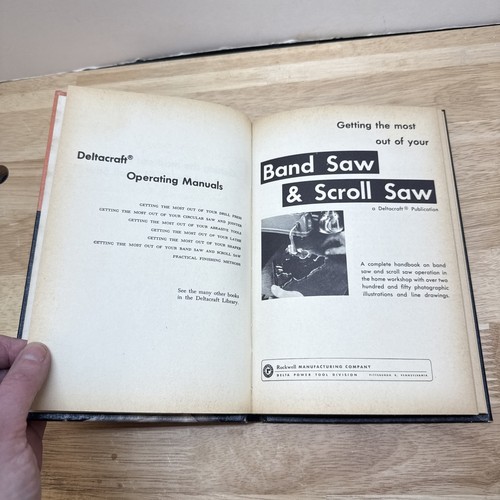 Deltacraft®
Operating Manuals
GETTING THE MOST OUT OF YOUR DRILL PRESS
GETTING THE MOST OUT OF YOUR CIRCULAR SAW AND JOINTER
GETTING THE MOST OUT OF YOUR ABRASIVE TOOLS
GETTING THE MOST OUT OF YOUR LATHE
GETTING THE MOST OUT OF YOUR SHAPER
GETTING THE MOST OUT OF YOUR BAND SAW AND SCROLL SAW
PRACTICAL FINISHING METHODS
See the many other books
in the Deltacraft Library.
Getting the most
out of your
Band Saw
& Scroll Saw
a Deltacraft® Publication
A complete handbook on band
saw and scroll saw operation in
the home workshop with over two
hundred and fifty photographic
illustrations and line drawings.
Rockwell MANUFACTURING COMPANY
DELTA POWER TOOL DIVISION PITTSBURGH 8, PENNSYLVANIA